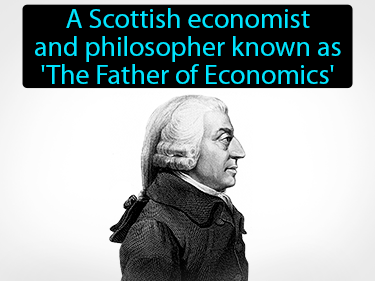 A Scottish economist
and philosopher known as
'The Father of Economics'